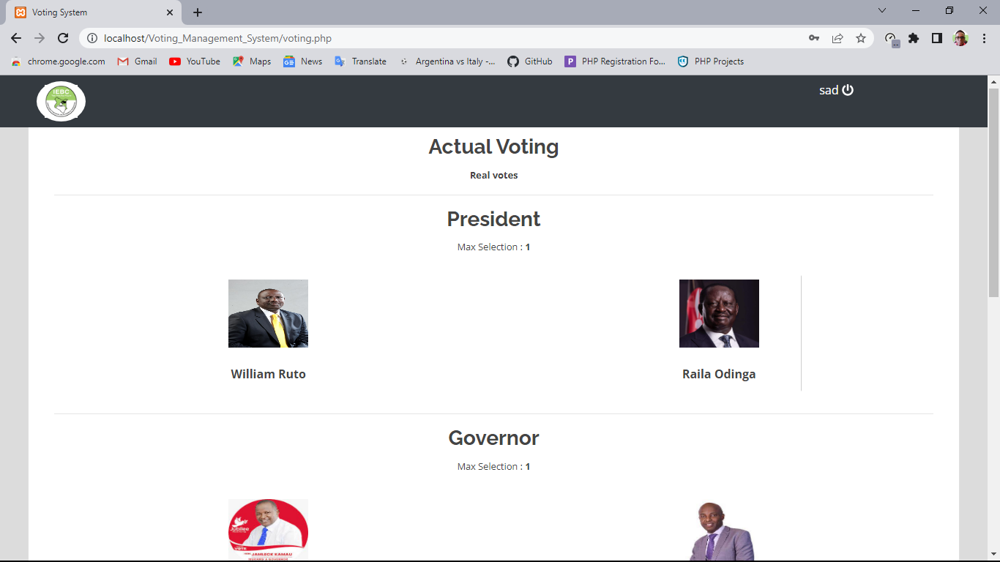 Voting System
localhost/Voting_Management_System/voting.php
chrome.google.com Gmail YouTube Maps News Translate Argentina vs Italy -... GitHub PHP Registration Fo... PHP Projects
IEBC
sad
Actual Voting
Real votes
President
Max Selection : 1
William Ruto Raila Odinga
Governor
Max Selection : 1
Jubilee
VOTE
JAMLECK KAMAU